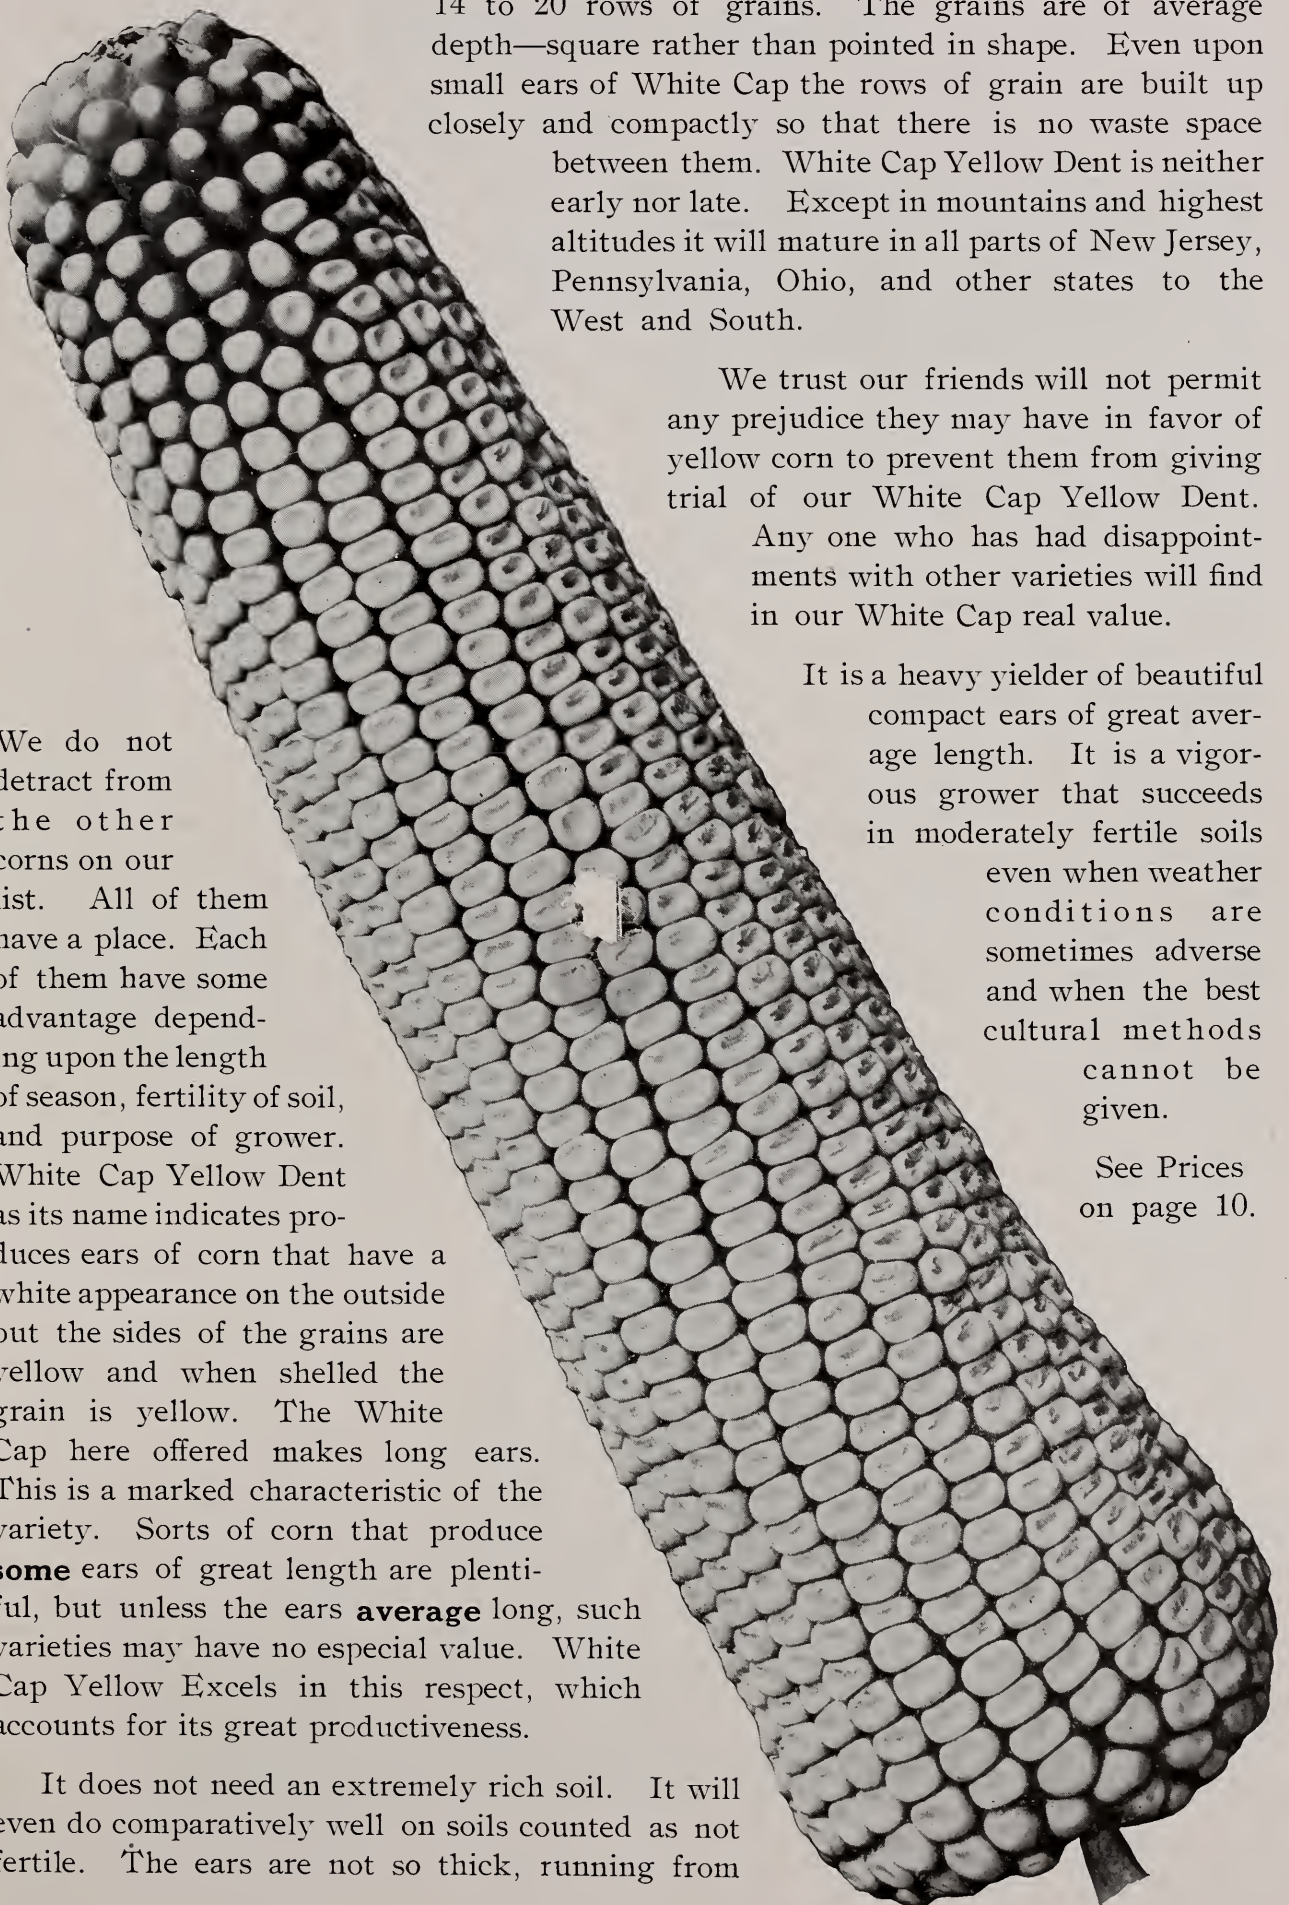 We do not
detract from
the other
corns on our
list. All of them
have a place. Each
of them have some
advantage depend-
ing upon the length
of season, fertility of soil,
and purpose of grower.
White Cap Yellow Dent
as its name indicates pro-
duces ears of corn that have a
white appearance on the outside
but the sides of the grains are
yellow and when shelled the
grain is yellow. The White
Cap here offered makes long ears.
This is a marked characteristic of the
variety. Sorts of corn that produce
some ears of great length are plenti-
ful, but unless the ears average long, such
varieties may have no especial value. White
Cap Yellow Excels in this respect, which
accounts for its great productiveness.
It does not need an extremely rich soil. It will
even do comparatively well on soils counted as not
fertile. The ears are not so thick, running from
14 to 20 rows of grains. The grains are of average
depth—square rather than pointed in shape. Even upon
small ears of White Cap the rows of grain are built up
closely and compactly so that there is no waste space
between them. White Cap Yellow Dent is neither
early nor late. Except in mountains and highest
altitudes it will mature in all parts of New Jersey,
Pennsylvania, Ohio, and other states to the
West and South.
We trust our friends will not permit
any prejudice they may have in favor of
yellow corn to prevent them from giving
trial of our White Cap Yellow Dent.
Any one who has had disappoint-
ments with other varieties will find
in our White Cap real value.
It is a heavy yielder of beautiful
compact ears of great aver-
age length. It is a vigor-
ous grower that succeeds
in moderately fertile soils
even when weather
conditions are
sometimes adverse
and when the best
cultural methods
cannot be
given.
See Prices
on page 10.